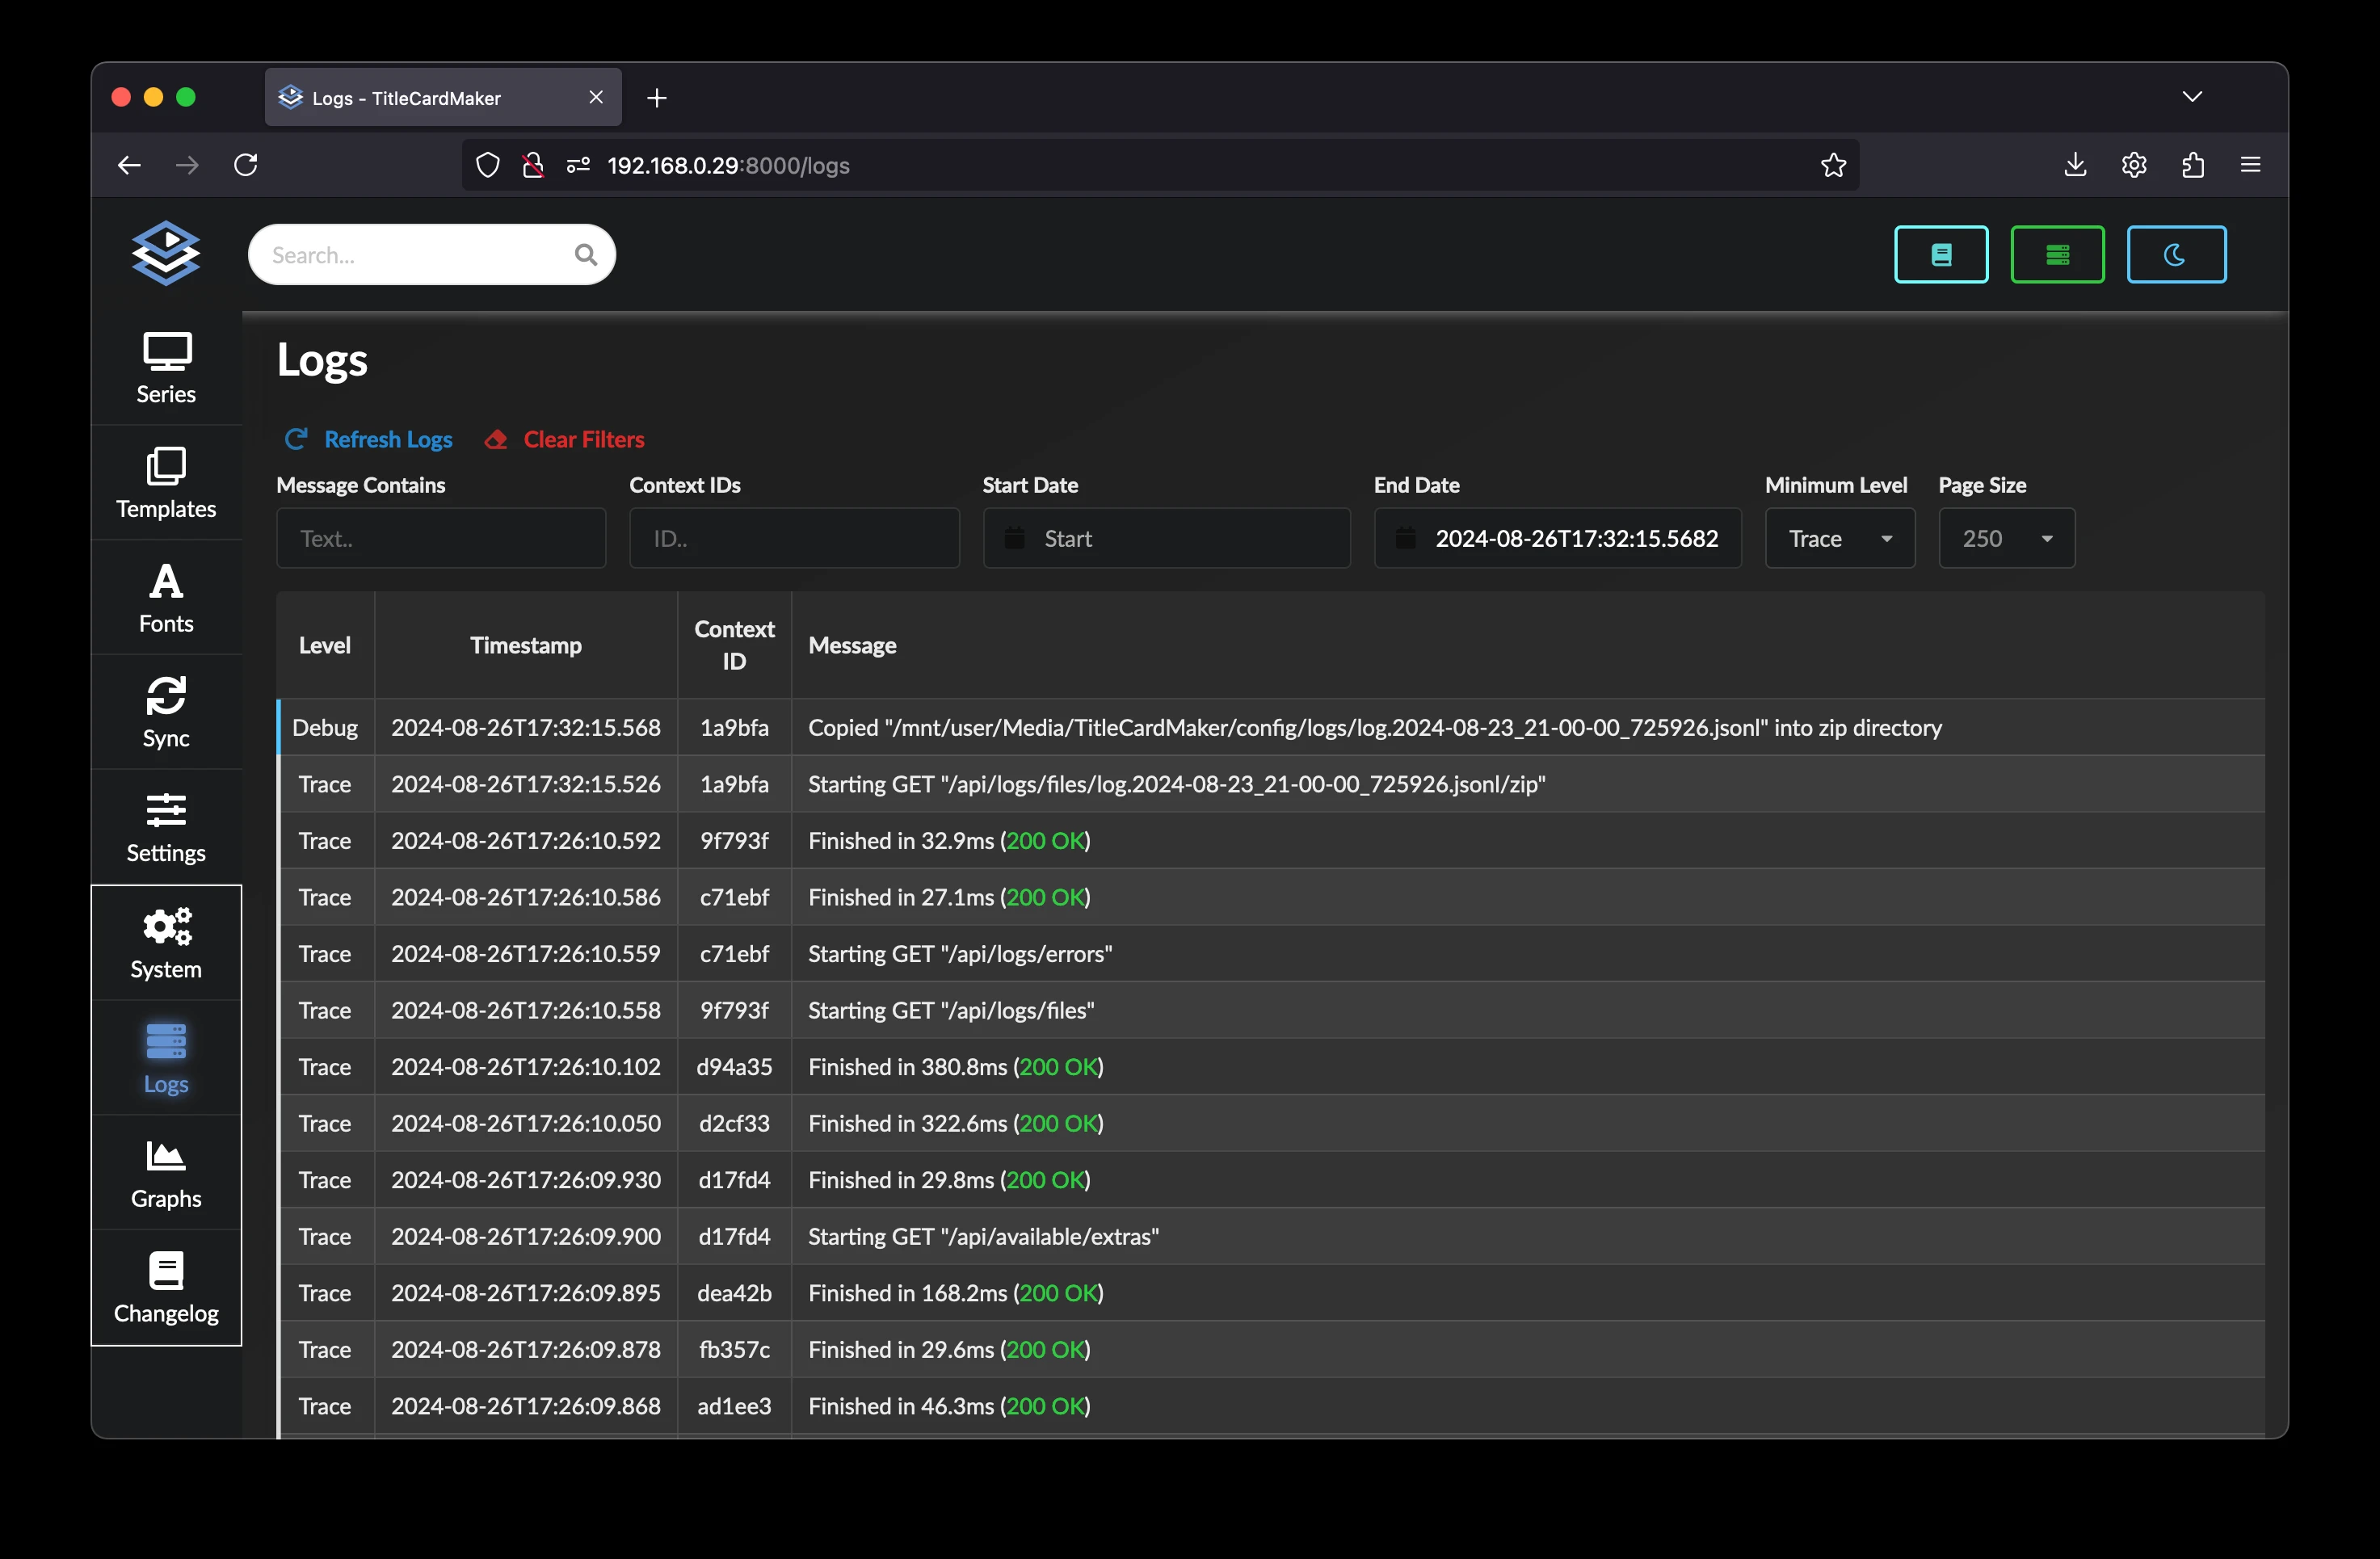 Logs - TitleCardMaker
192.168.0.29:8000/logs
Search...
Series
Templates
Fonts
Sync
Settings
System
Logs
Graphs
Changelog
Logs
Refresh Logs Clear Filters
Message Contains Context IDs Start Date End Date Minimum Level Page Size
Text.. ID.. Start 2024-08-26T17:32:15.5682 Trace 250
Level Timestamp Context ID Message
Debug 2024-08-26T17:32:15.568 1a9bfa Copied "/mnt/user/Media/TitleCardMaker/config/logs/log.2024-08-23_21-00-00_725926.jsonl" into zip directory
Trace 2024-08-26T17:32:15.526 1a9bfa Starting GET "/api/logs/files/log.2024-08-23_21-00-00_725926.jsonl/zip"
Trace 2024-08-26T17:26:10.592 9f793f Finished in 32.9ms (200 OK)
Trace 2024-08-26T17:26:10.586 c71ebf Finished in 27.1ms (200 OK)
Trace 2024-08-26T17:26:10.559 c71ebf Starting GET "/api/logs/errors"
Trace 2024-08-26T17:26:10.558 9f793f Starting GET "/api/logs/files"
Trace 2024-08-26T17:26:10.102 d94a35 Finished in 380.8ms (200 OK)
Trace 2024-08-26T17:26:10.050 d2cf33 Finished in 322.6ms (200 OK)
Trace 2024-08-26T17:26:09.930 d17fd4 Finished in 29.8ms (200 OK)
Trace 2024-08-26T17:26:09.900 d17fd4 Starting GET "/api/available/extras"
Trace 2024-08-26T17:26:09.895 dea42b Finished in 168.2ms (200 OK)
Trace 2024-08-26T17:26:09.878 fb357c Finished in 29.6ms (200 OK)
Trace 2024-08-26T17:26:09.868 ad1ee3 Finished in 46.3ms (200 OK)